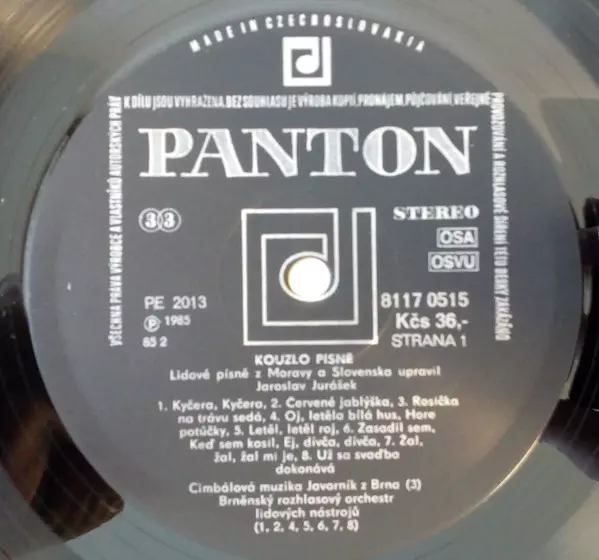 MADE IN CZECHOSLOVAKIA
VŠECHNA PRÁVA VÝROBCE A VLASTNÍKŮ AUTORSKÝCH PRÁV
K DÍLU JSOU VYHRAŽENA. BEZ SOUHLASU JE VÝROBA KOPIÍ, PRONÁJEM, PŮJČOVÁNÍ, VEŘEJNÉ
PROVOZOVÁNÍ A ROZHLASOVÉ ŠÍŘENÍ TÉTO DESKY ZAKÁZÁNO
PANTON
33
STEREO
OSA
OSVU
PE 2013
Ⓟ 1985
85 2
8117 0515
Kčs 36,-
STRANA 1
KOUZLO PÍSNĚ
Lidové písně z Moravy a Slovenska upravil
Jaroslav Jurášek
1. Kyčera, Kyčera, 2. Červené jablýška, 3. Rosička
na trávu sedá, 4. Oj, letěla bílá hus, Hore
potůčky, 5. Letěl, letěl roj, 6. Zasadil sem,
Keď sem kosil, Ej, divča, divča, 7. Žal,
žal, žal mi je, 8. Už sa svaďba
dokonává
Cimbálová muzika Javorník z Brna (3)
Brněnský rozhlasový orchestr
lidových nástrojů
(1, 2, 4, 5, 6, 7, 8)